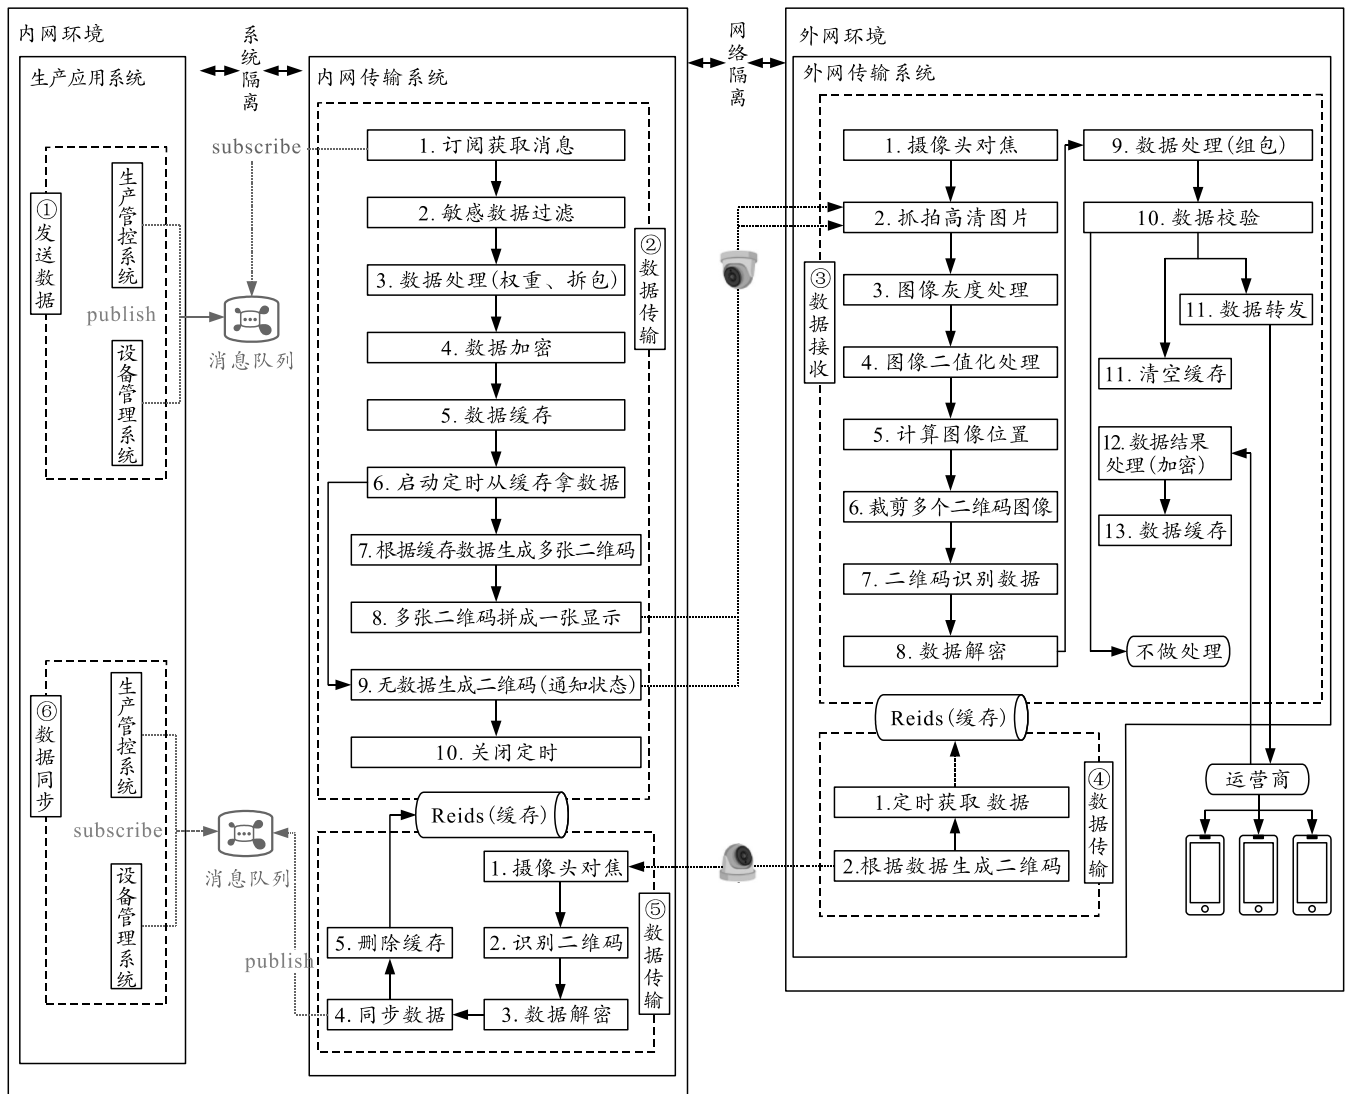 内网环境
生产应用系统
①发送数据
生产管控系统
publish
设备管理系统
⑥数据同步
生产管控系统
subscribe
设备管理系统
系统隔离
subscribe
消息队列
消息队列
publish
内网传输系统
1. 订阅获取消息
2. 敏感数据过滤
3. 数据处理(权重、拆包)
4. 数据加密
5. 数据缓存
6. 启动定时从缓存拿数据
7.根据缓存数据生成多张二维码
8. 多张二维码拼成一张显示
9.无数据生成二维码(通知状态)
10. 关闭定时
②数据传输
Reids(缓存)
1. 摄像头对焦
2. 识别二维码
3. 数据解密
4. 同步数据
5. 删除缓存
⑤数据传输
网络隔离
外网环境
外网传输系统
③数据接收
1. 摄像头对焦
2. 抓拍高清图片
3. 图像灰度处理
4. 图像二值化处理
5. 计算图像位置
6. 裁剪多个二维码图像
7. 二维码识别数据
8. 数据解密
9. 数据处理(组包)
10. 数据校验
11. 数据转发
11. 清空缓存
12.数据结果
处理(加密)
13. 数据缓存
不做处理
Reids(缓存)
1.定时获取数据
2.根据数据生成二维码
④数据传输
运营商